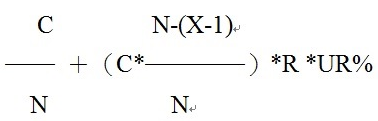 C N-(X-1)
—— + （C*————）*R *UR%
N N